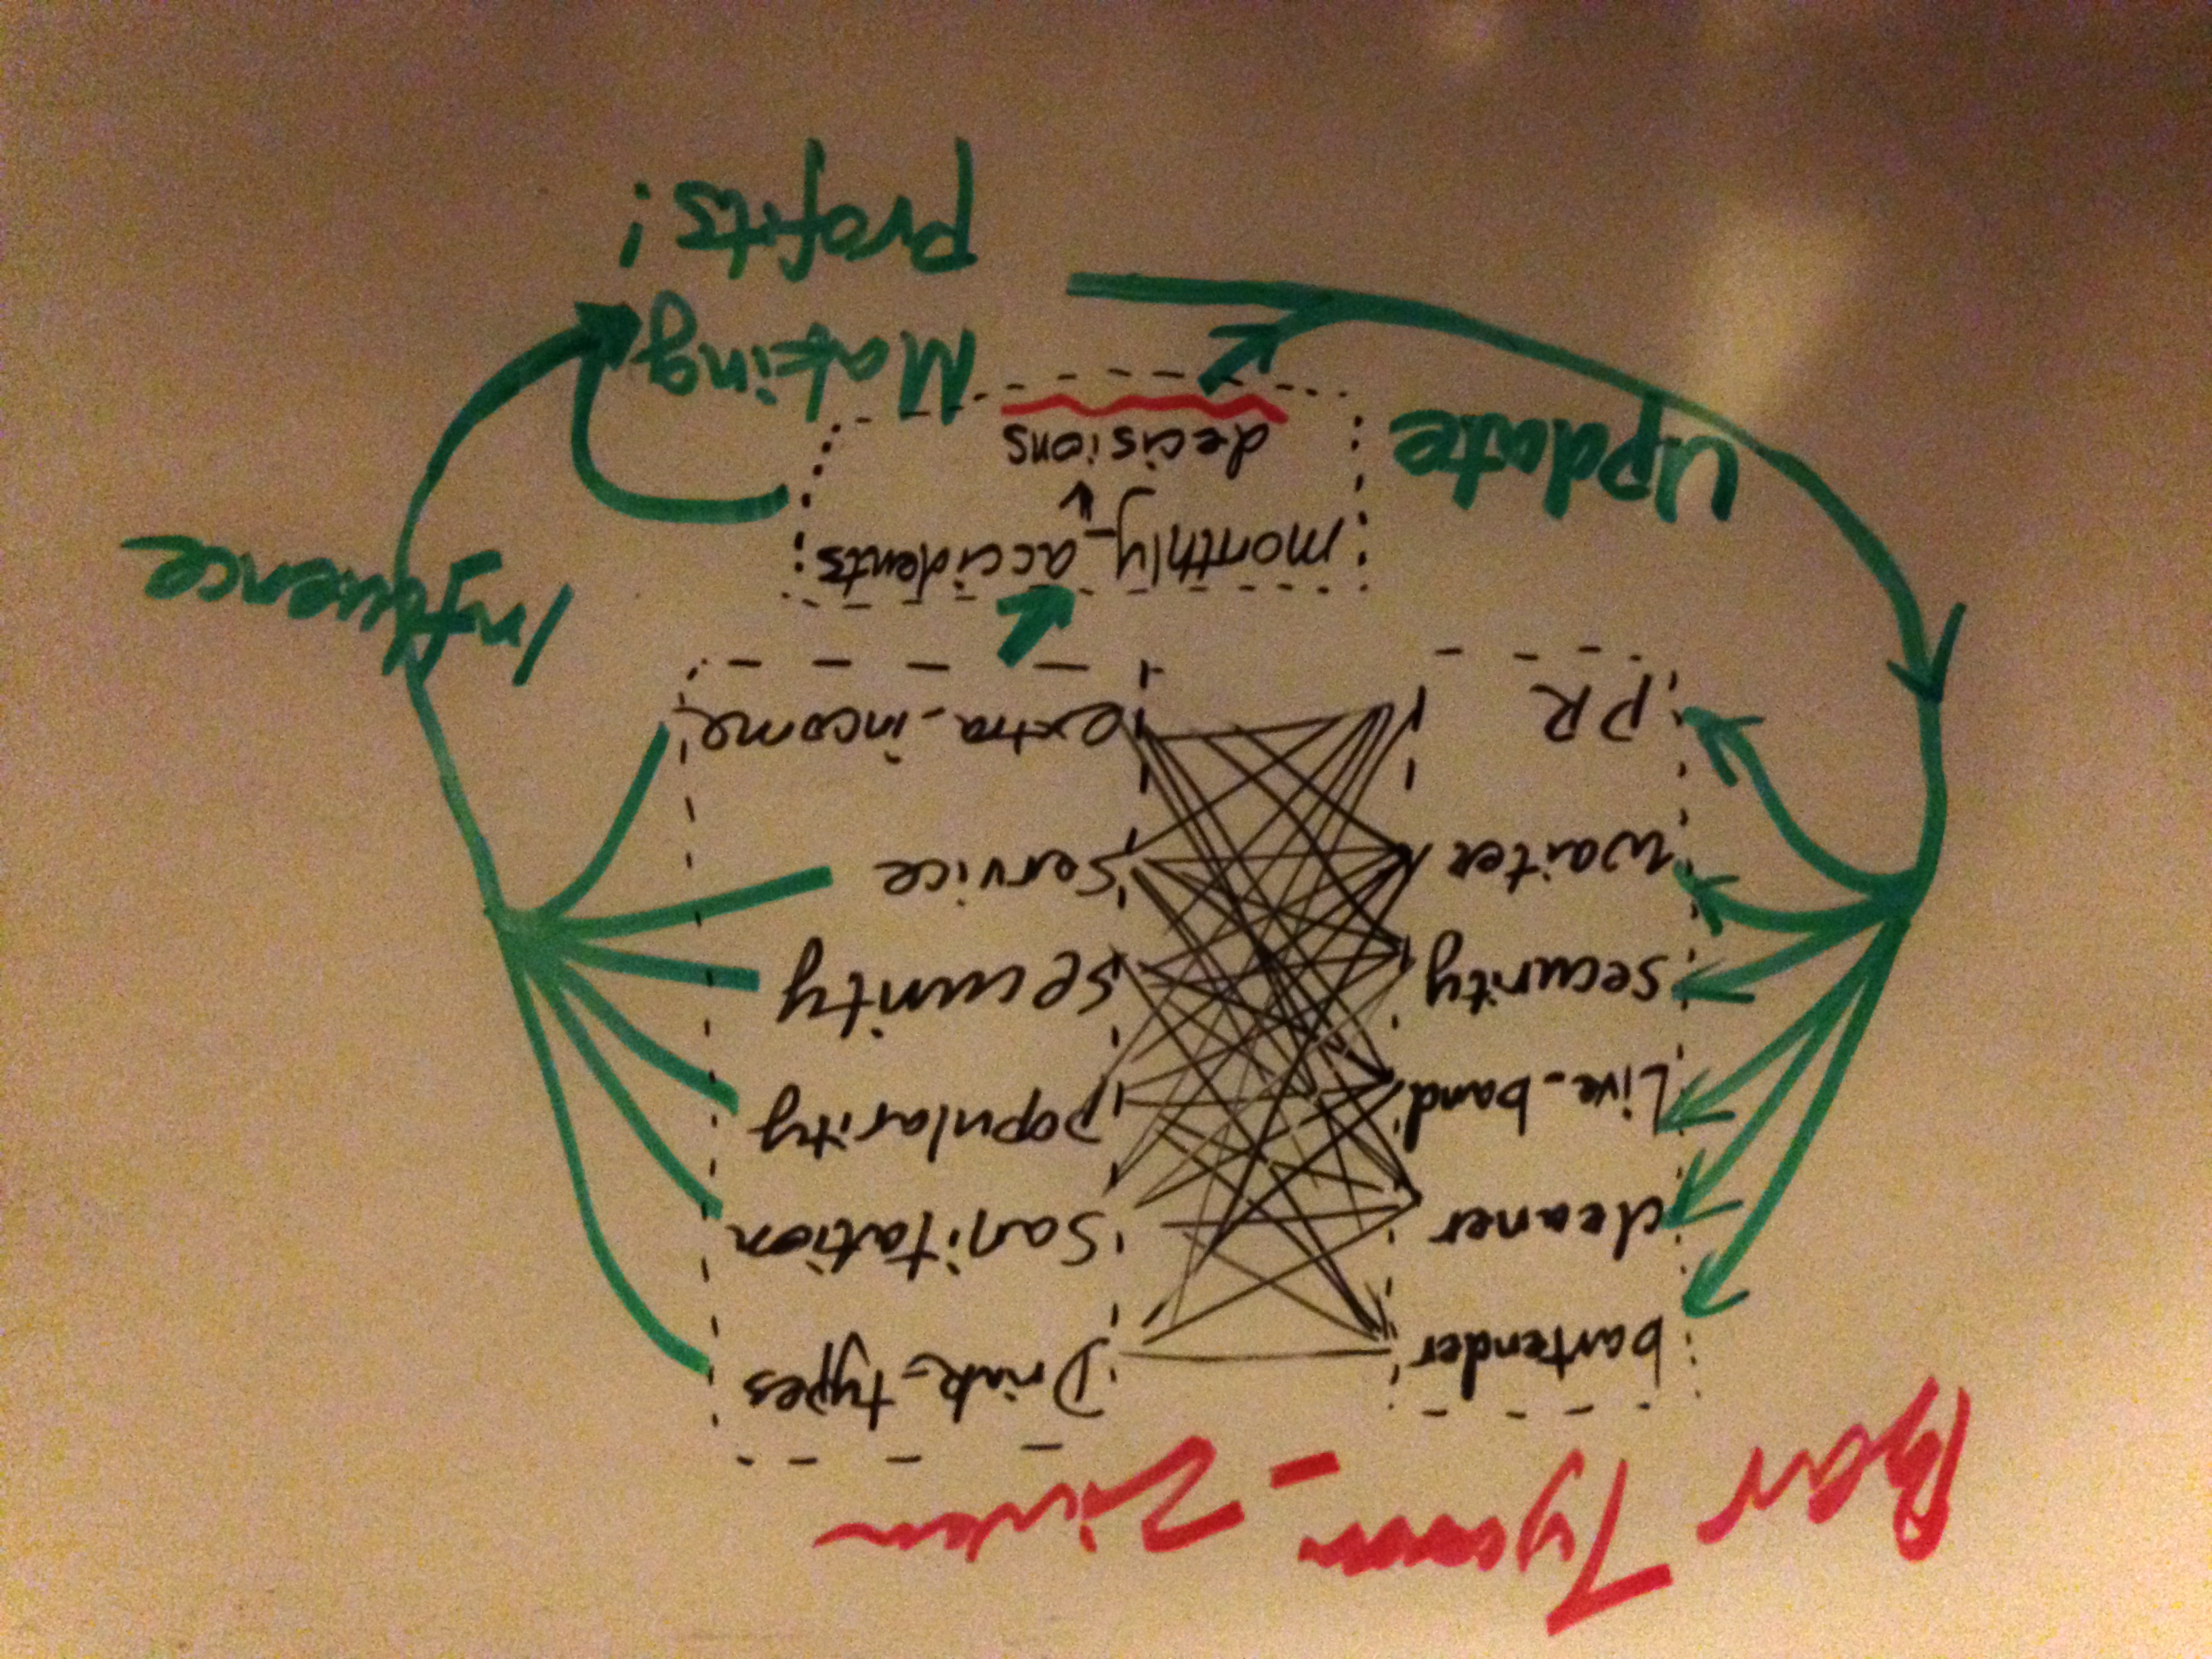 Bar Tycoon
bartender
cleaner
Live_band
security
waiter
PR
Drink_types
Sanitation
popularity
security
Service
extra_income
monthly_accidents
decisions
Influence
Update
Making
profits!